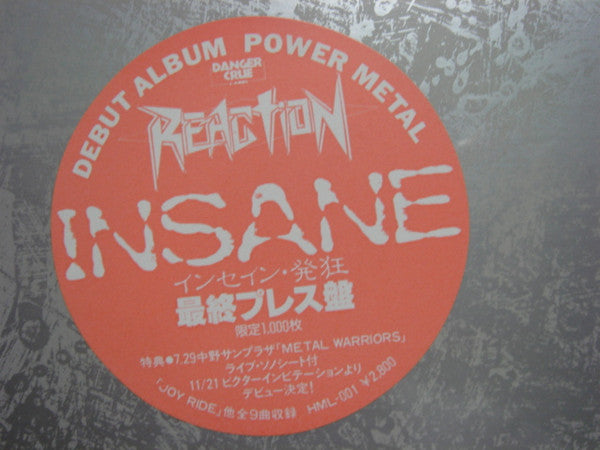 DEBUT ALBUM POWER METAL
DANGER
CRUE
REACTION
INSANE
インセイン・発狂
最終プレス盤
限定1,000枚
特典●7.29中野サンプラザ「METAL WARRIORS」
ライブ・ソノシート付
11/21 ビクターインビテーションより
デビュー決定!
「JOY RIDE」他全9曲収録 HML-001 ¥2,800